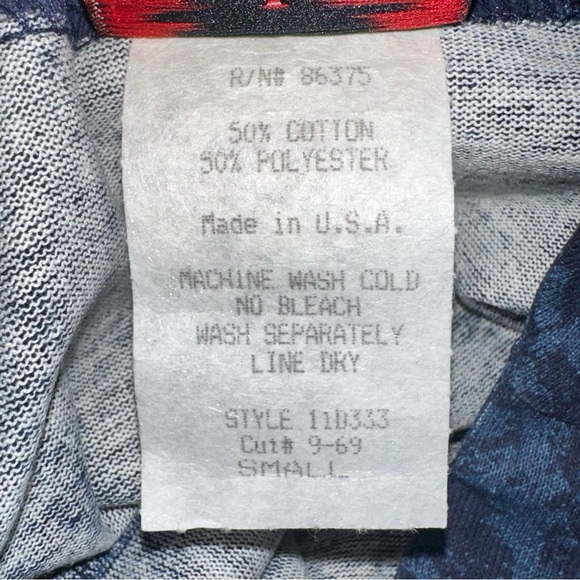 R/N# 86375
50% COTTON
50% POLYESTER
Made in U.S.A.
MACHINE WASH COLD
NO BLEACH
WASH SEPARATELY
LINE DRY
STYLE 11D333
Cut# 9-69
SMALL